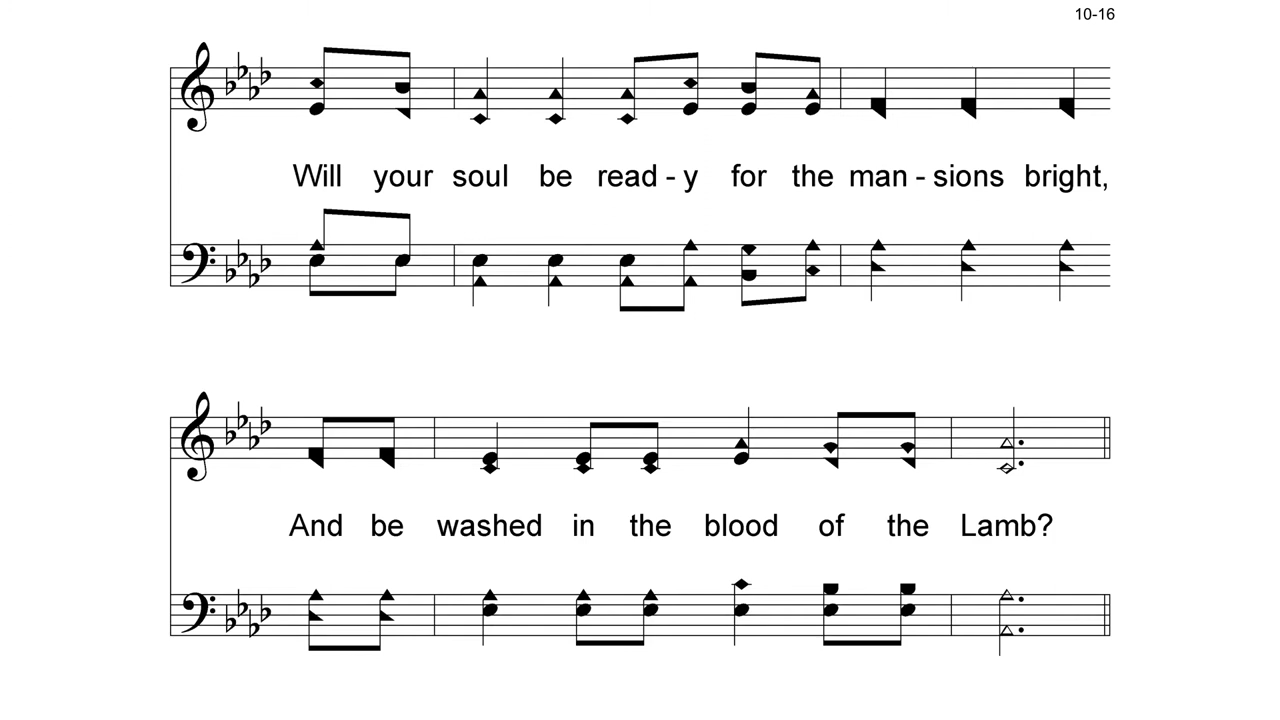 10-16
Will your soul be read - y for the man - sions bright,
And be washed in the blood of the Lamb?